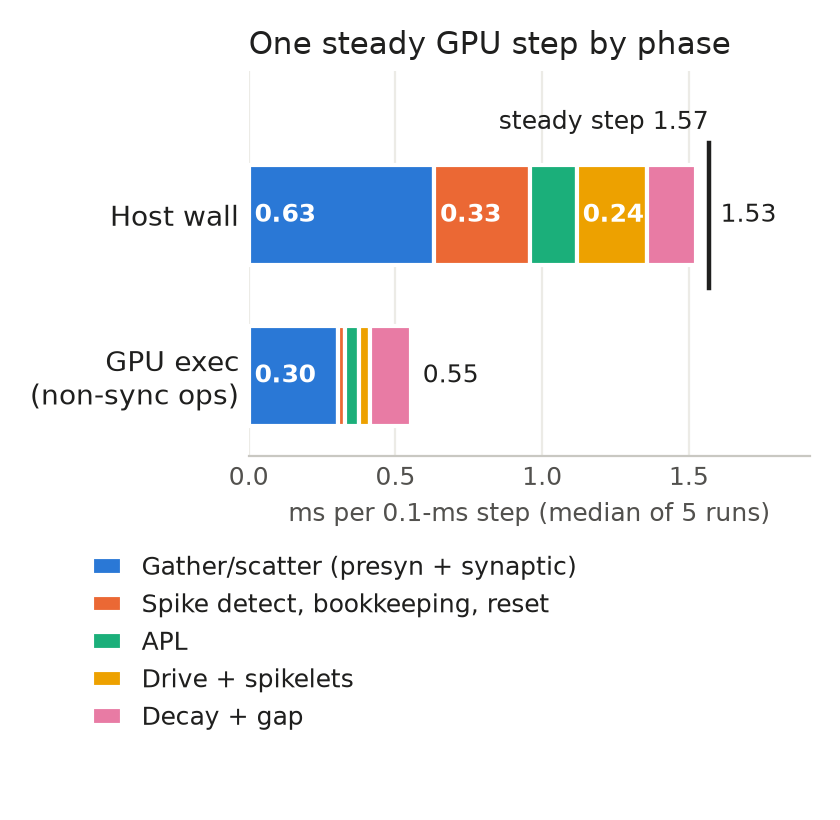 One steady GPU step by phase
steady step 1.57
Host wall
0.63
0.33
0.24
1.53
GPU exec
(non-sync ops)
0.30
0.55
0.0
0.5
1.0
1.5
ms per 0.1-ms step (median of 5 runs)
Gather/scatter (presyn + synaptic)
Spike detect, bookkeeping, reset
APL
Drive + spikelets
Decay + gap